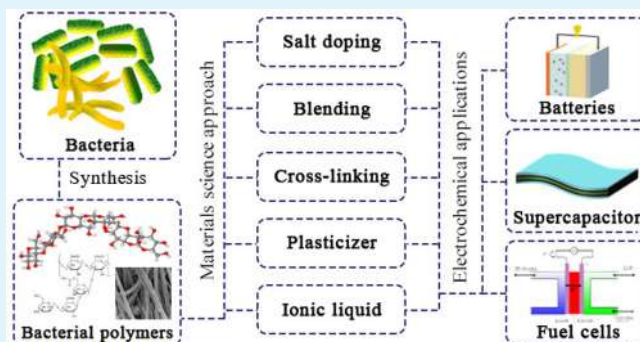 Bacteria
Synthesis
Bacterial polymers
Materials science approach
Salt doping
Blending
Cross-linking
Plasticizer
Ionic liquid
Electrochemical applications
Batteries
Supercapacitor
Fuel cells